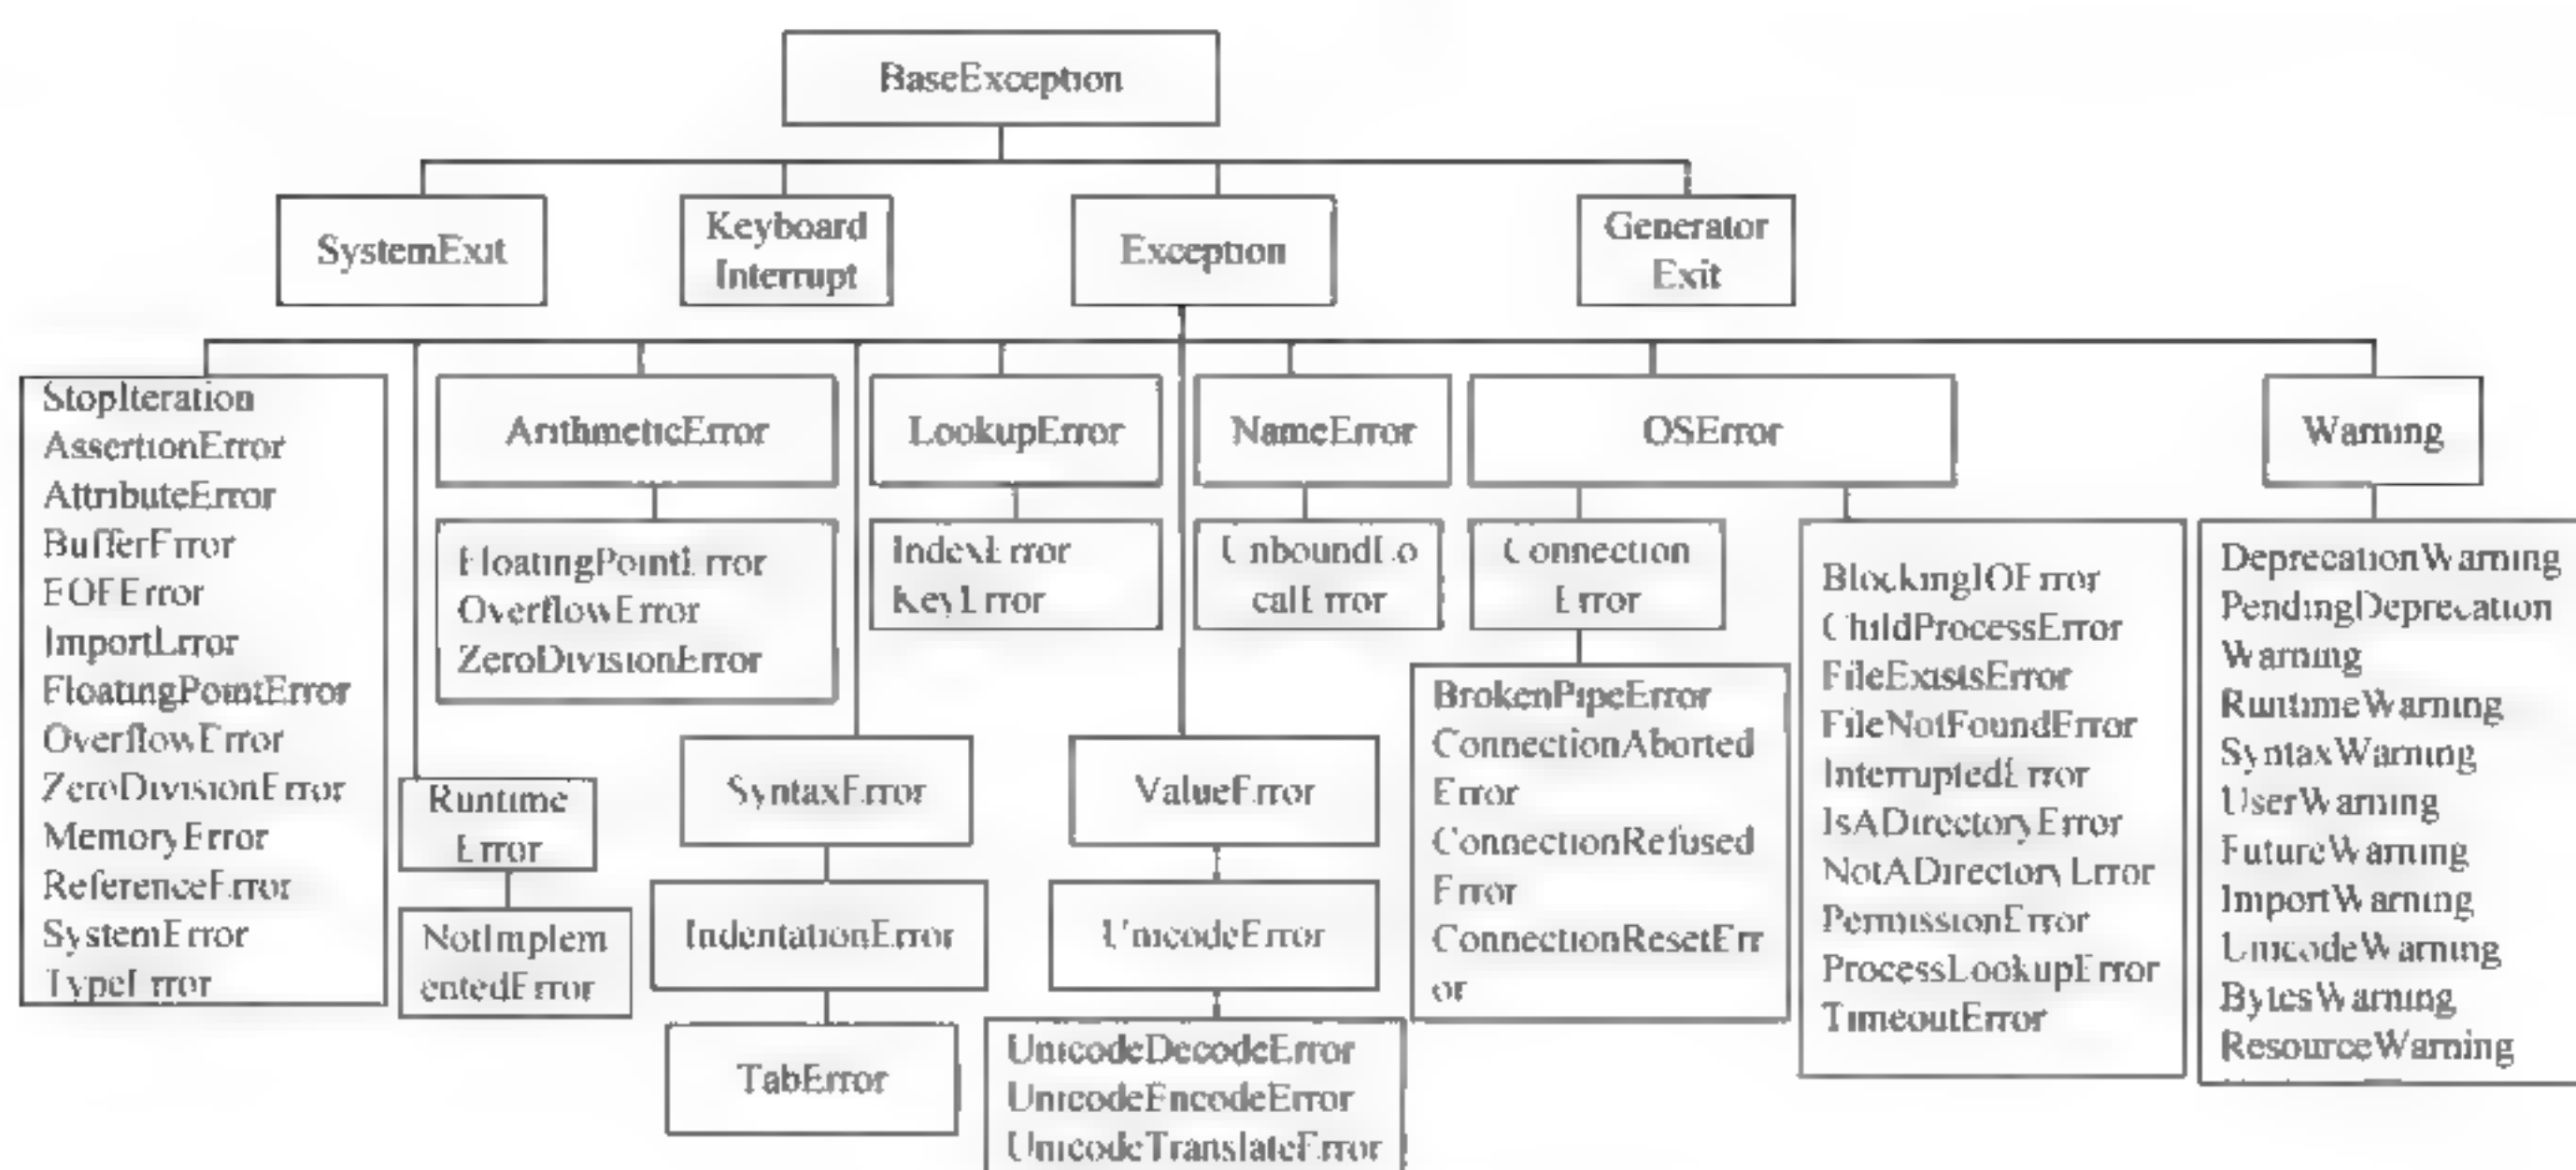 BaseException
SystemExit
Keyboard
Interrupt
Exception
Generator
Exit
StopIteration
AssertionError
AttributeError
BufferError
EOFError
ImportError
FloatingPointError
OverflowError
ZeroDivisionError
MemoryError
ReferenceError
SystemError
TypeError
Runtime
Error
NotImplem
entedError
ArithmeticError
FloatingPointError
OverflowError
ZeroDivisionError
SyntaxError
IndentationError
TabError
LookupError
IndexError
KeyError
ValueError
UnicodeError
UnicodeDecodeError
UnicodeEncodeError
UnicodeTranslateError
NameError
UnboundLo
calError
OSError
Connection
Error
BrokenPipeError
ConnectionAborted
Error
ConnectionRefused
Error
ConnectionResetErr
or
BlockingIOError
ChildProcessError
FileExistsError
FileNotFoundError
InterruptedError
IsADirectoryError
NotADirectoryError
PermissionError
ProcessLookupError
TimeoutError
Warning
DeprecationWarning
PendingDeprecation
Warning
RuntimeWarning
SyntaxWarning
UserWarning
FutureWarning
ImportWarning
UnicodeWarning
BytesWarning
ResourceWarning